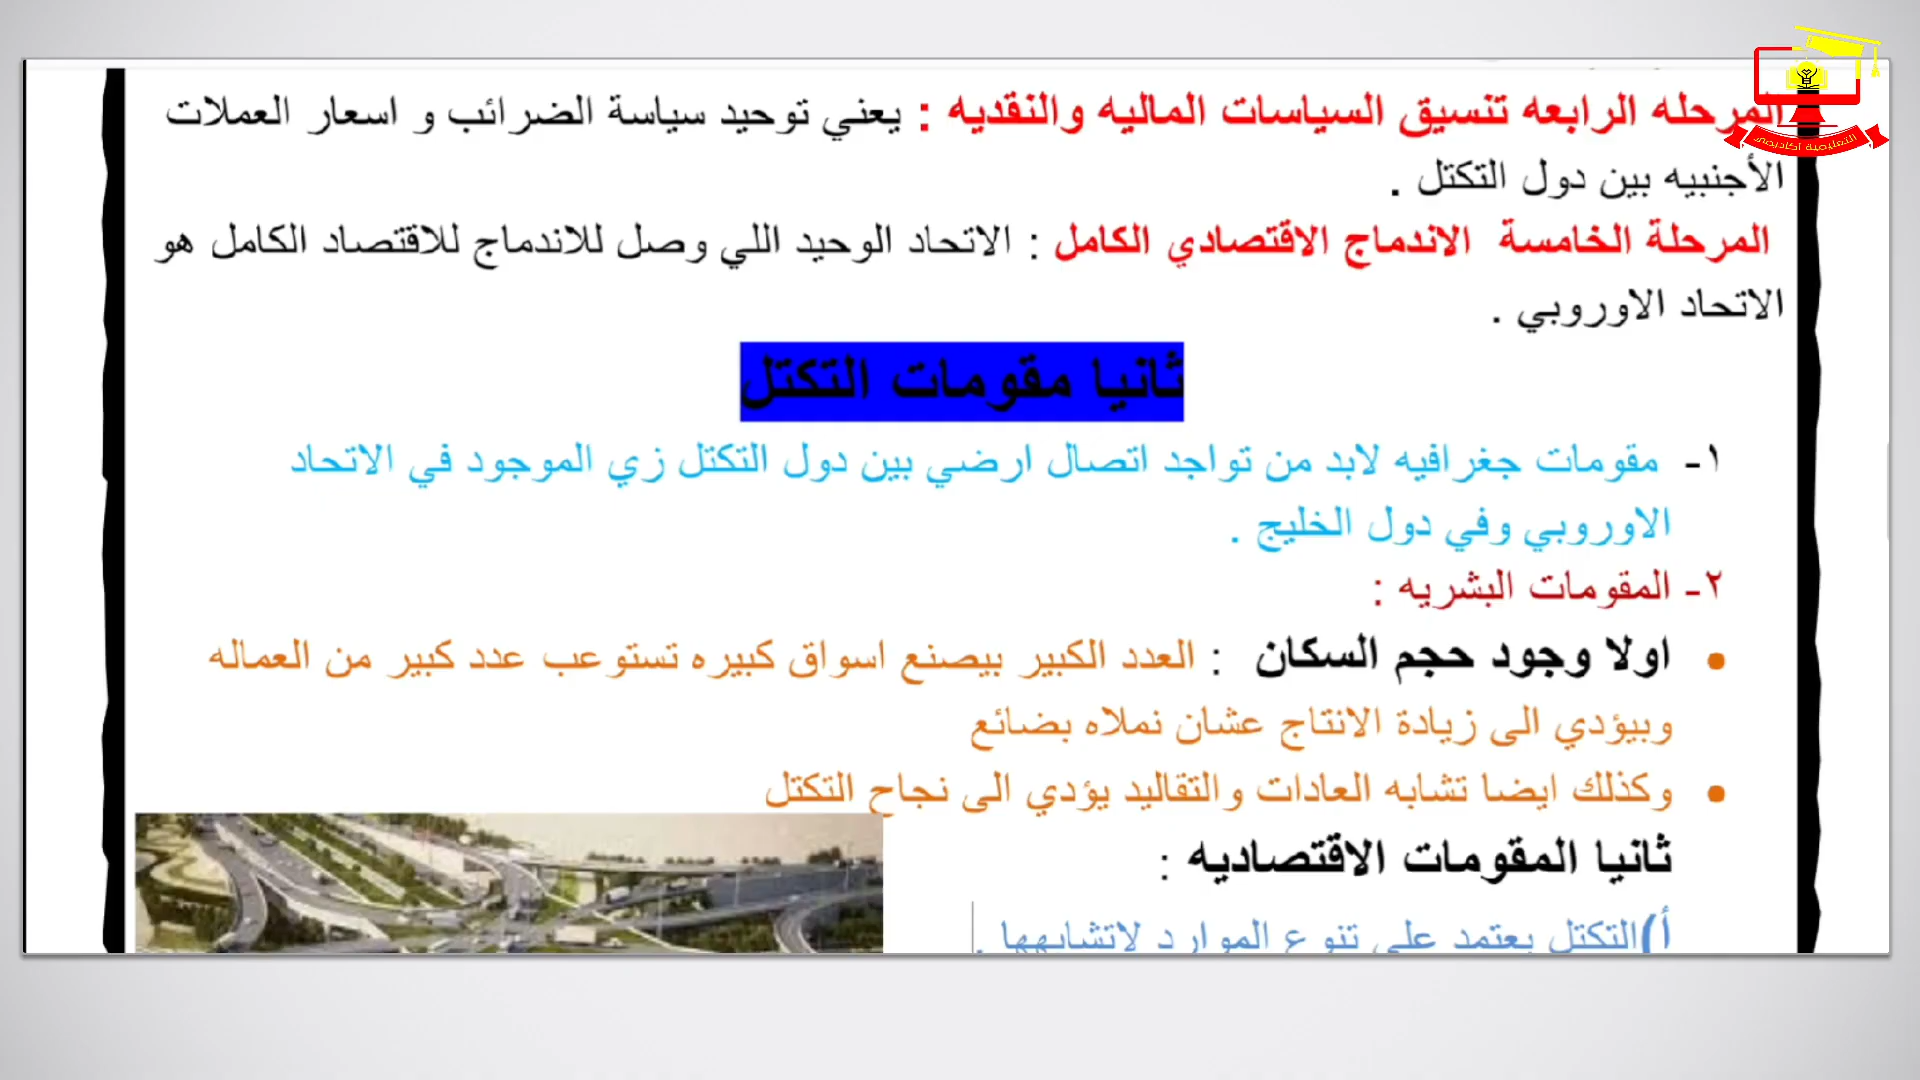 المرحله الرابعه تنسيق السياسات الماليه والنقديه : يعني توحيد سياسة الضرائب و اسعار العملات
الأجنبيه بين دول التكتل .
المرحلة الخامسة الاندماج الاقتصادي الكامل : الاتحاد الوحيد اللي وصل للاندماج للاقتصاد الكامل هو
الاتحاد الاوروبي .
ثانيا مقومات التكتل
١- مقومات جغرافيه لابد من تواجد اتصال ارضي بين دول التكتل زي الموجود في الاتحاد
الاوروبي وفي دول الخليج .
٢- المقومات البشريه :
• اولا وجود حجم السكان : العدد الكبير بيصنع اسواق كبيره تستوعب عدد كبير من العماله
وبيؤدي الى زيادة الانتاج عشان نملاه بضائع
• وكذلك ايضا تشابه العادات والتقاليد يؤدي الى نجاح التكتل
ثانيا المقومات الاقتصاديه :
أ)التكتل يعتمد على تنوع الموارد لاتشابهها .
التعليمية اكاديمي